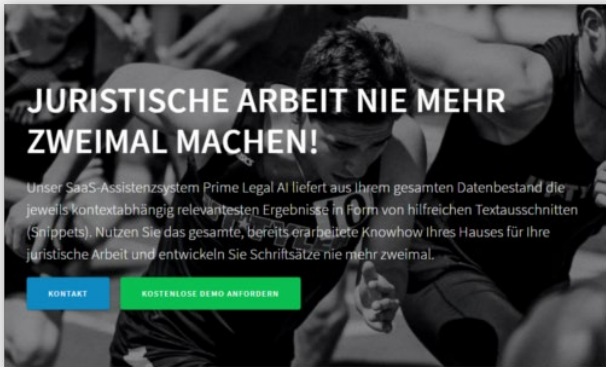 JURISTISCHE ARBEIT NIE MEHR
ZWEIMAL MACHEN!
Unser SaaS-Assistenzsystem Prime Legal AI liefert aus Ihrem gesamten Datenbestand die
jeweils kontextabhängig relevantesten Ergebnisse in Form von hilfreichen Textausschnitten
(Snippets). Nutzen Sie das gesamte, bereits erarbeitete Knowhow Ihres Hauses für Ihre
juristische Arbeit und entwickeln Sie Schriftsätze nie mehr zweimal.
KONTAKT
KOSTENLOSE DEMO ANFORDERN